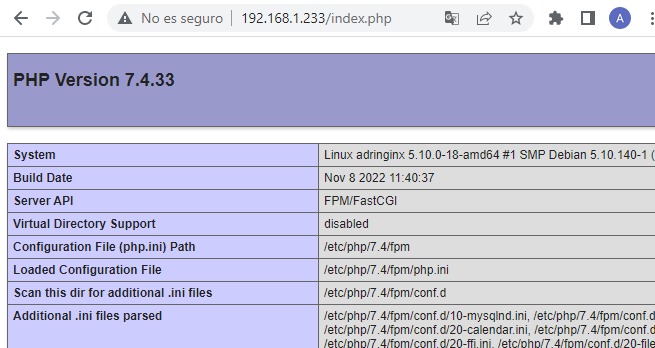 No es seguro 192.168.1.233/index.php A
PHP Version 7.4.33
System Linux adringinx 5.10.0-18-amd64 #1 SMP Debian 5.10.140-1 (
Build Date Nov 8 2022 11:40:37
Server API FPM/FastCGI
Virtual Directory Support disabled
Configuration File (php.ini) Path /etc/php/7.4/fpm
Loaded Configuration File /etc/php/7.4/fpm/php.ini
Scan this dir for additional .ini files /etc/php/7.4/fpm/conf.d
Additional .ini files parsed /etc/php/7.4/fpm/conf.d/10-mysqlnd.ini, /etc/php/7.4/fpm/conf.d
/etc/php/7.4/fpm/conf.d/20-calendar.ini, /etc/php/7.4/fpm/conf.d
/etc/php/7.4/fpm/conf.d/20-ffi.ini, /etc/php/7.4/fpm/conf.d/20-file